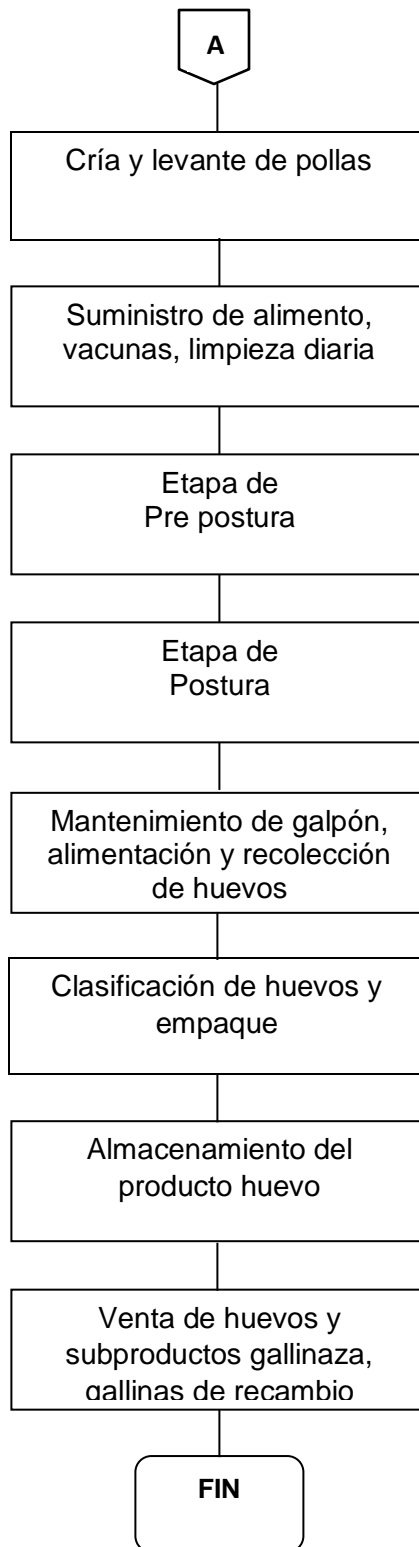 A
Cría y levante de pollas
Suministro de alimento,
vacunas, limpieza diaria
Etapa de
Pre postura
Etapa de
Postura
Mantenimiento de galpón,
alimentación y recolección
de huevos
Clasificación de huevos y
empaque
Almacenamiento del
producto huevo
Venta de huevos y
subproductos gallinaza,
gallinas de recambio
FIN